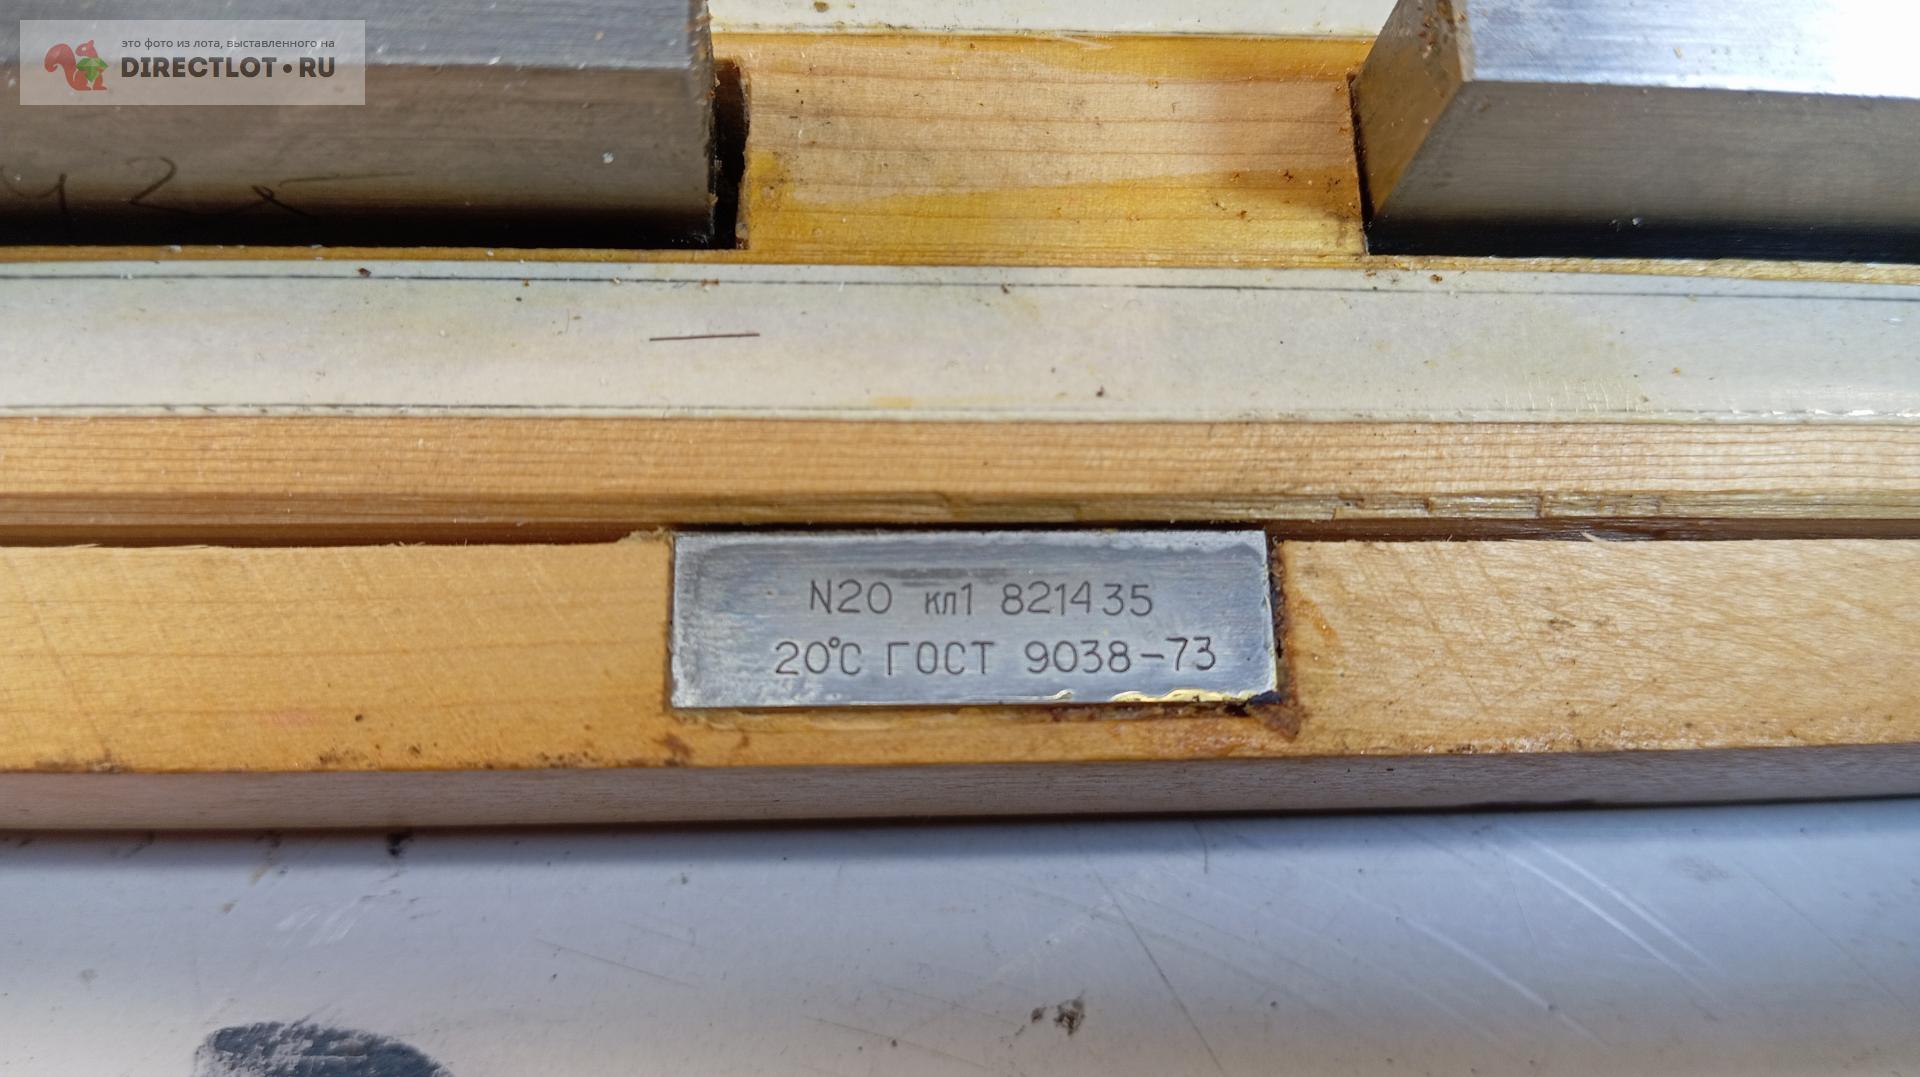 это фото из лота, выставленного на
DIRECTLOT•RU
N20 кл1 821435
20°С ГОСТ 9038-73